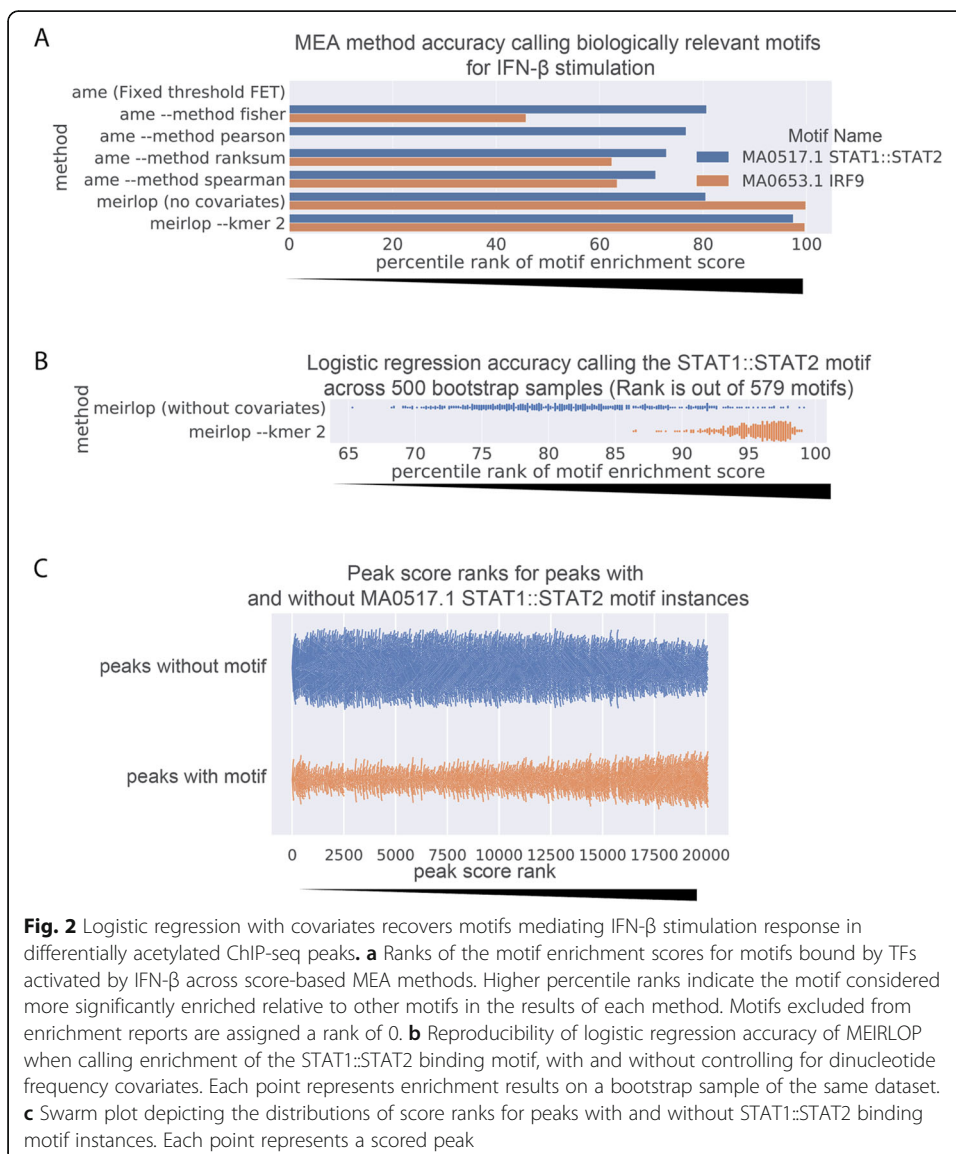 A
MEA method accuracy calling biologically relevant motifs
for IFN-β stimulation
method
ame (Fixed threshold FET)
ame --method fisher
ame --method pearson
ame --method ranksum
ame --method spearman
meirlop (no covariates)
meirlop --kmer 2
Motif Name
MA0517.1 STAT1::STAT2
MA0653.1 IRF9
0 20 40 60 80 100
percentile rank of motif enrichment score
B
Logistic regression accuracy calling the STAT1::STAT2 motif
across 500 bootstrap samples (Rank is out of 579 motifs)
method
meirlop (without covariates)
meirlop --kmer 2
65 70 75 80 85 90 95 100
percentile rank of motif enrichment score
C
Peak score ranks for peaks with
and without MA0517.1 STAT1::STAT2 motif instances
peaks without motif
peaks with motif
0 2500 5000 7500 10000 12500 15000 17500 20000
peak score rank
Fig. 2 Logistic regression with covariates recovers motifs mediating IFN-β stimulation response in
differentially acetylated ChIP-seq peaks. a Ranks of the motif enrichment scores for motifs bound by TFs
activated by IFN-β across score-based MEA methods. Higher percentile ranks indicate the motif considered
more significantly enriched relative to other motifs in the results of each method. Motifs excluded from
enrichment reports are assigned a rank of 0. b Reproducibility of logistic regression accuracy of MEIRLOP
when calling enrichment of the STAT1::STAT2 binding motif, with and without controlling for dinucleotide
frequency covariates. Each point represents enrichment results on a bootstrap sample of the same dataset.
c Swarm plot depicting the distributions of score ranks for peaks with and without STAT1::STAT2 binding
motif instances. Each point represents a scored peak